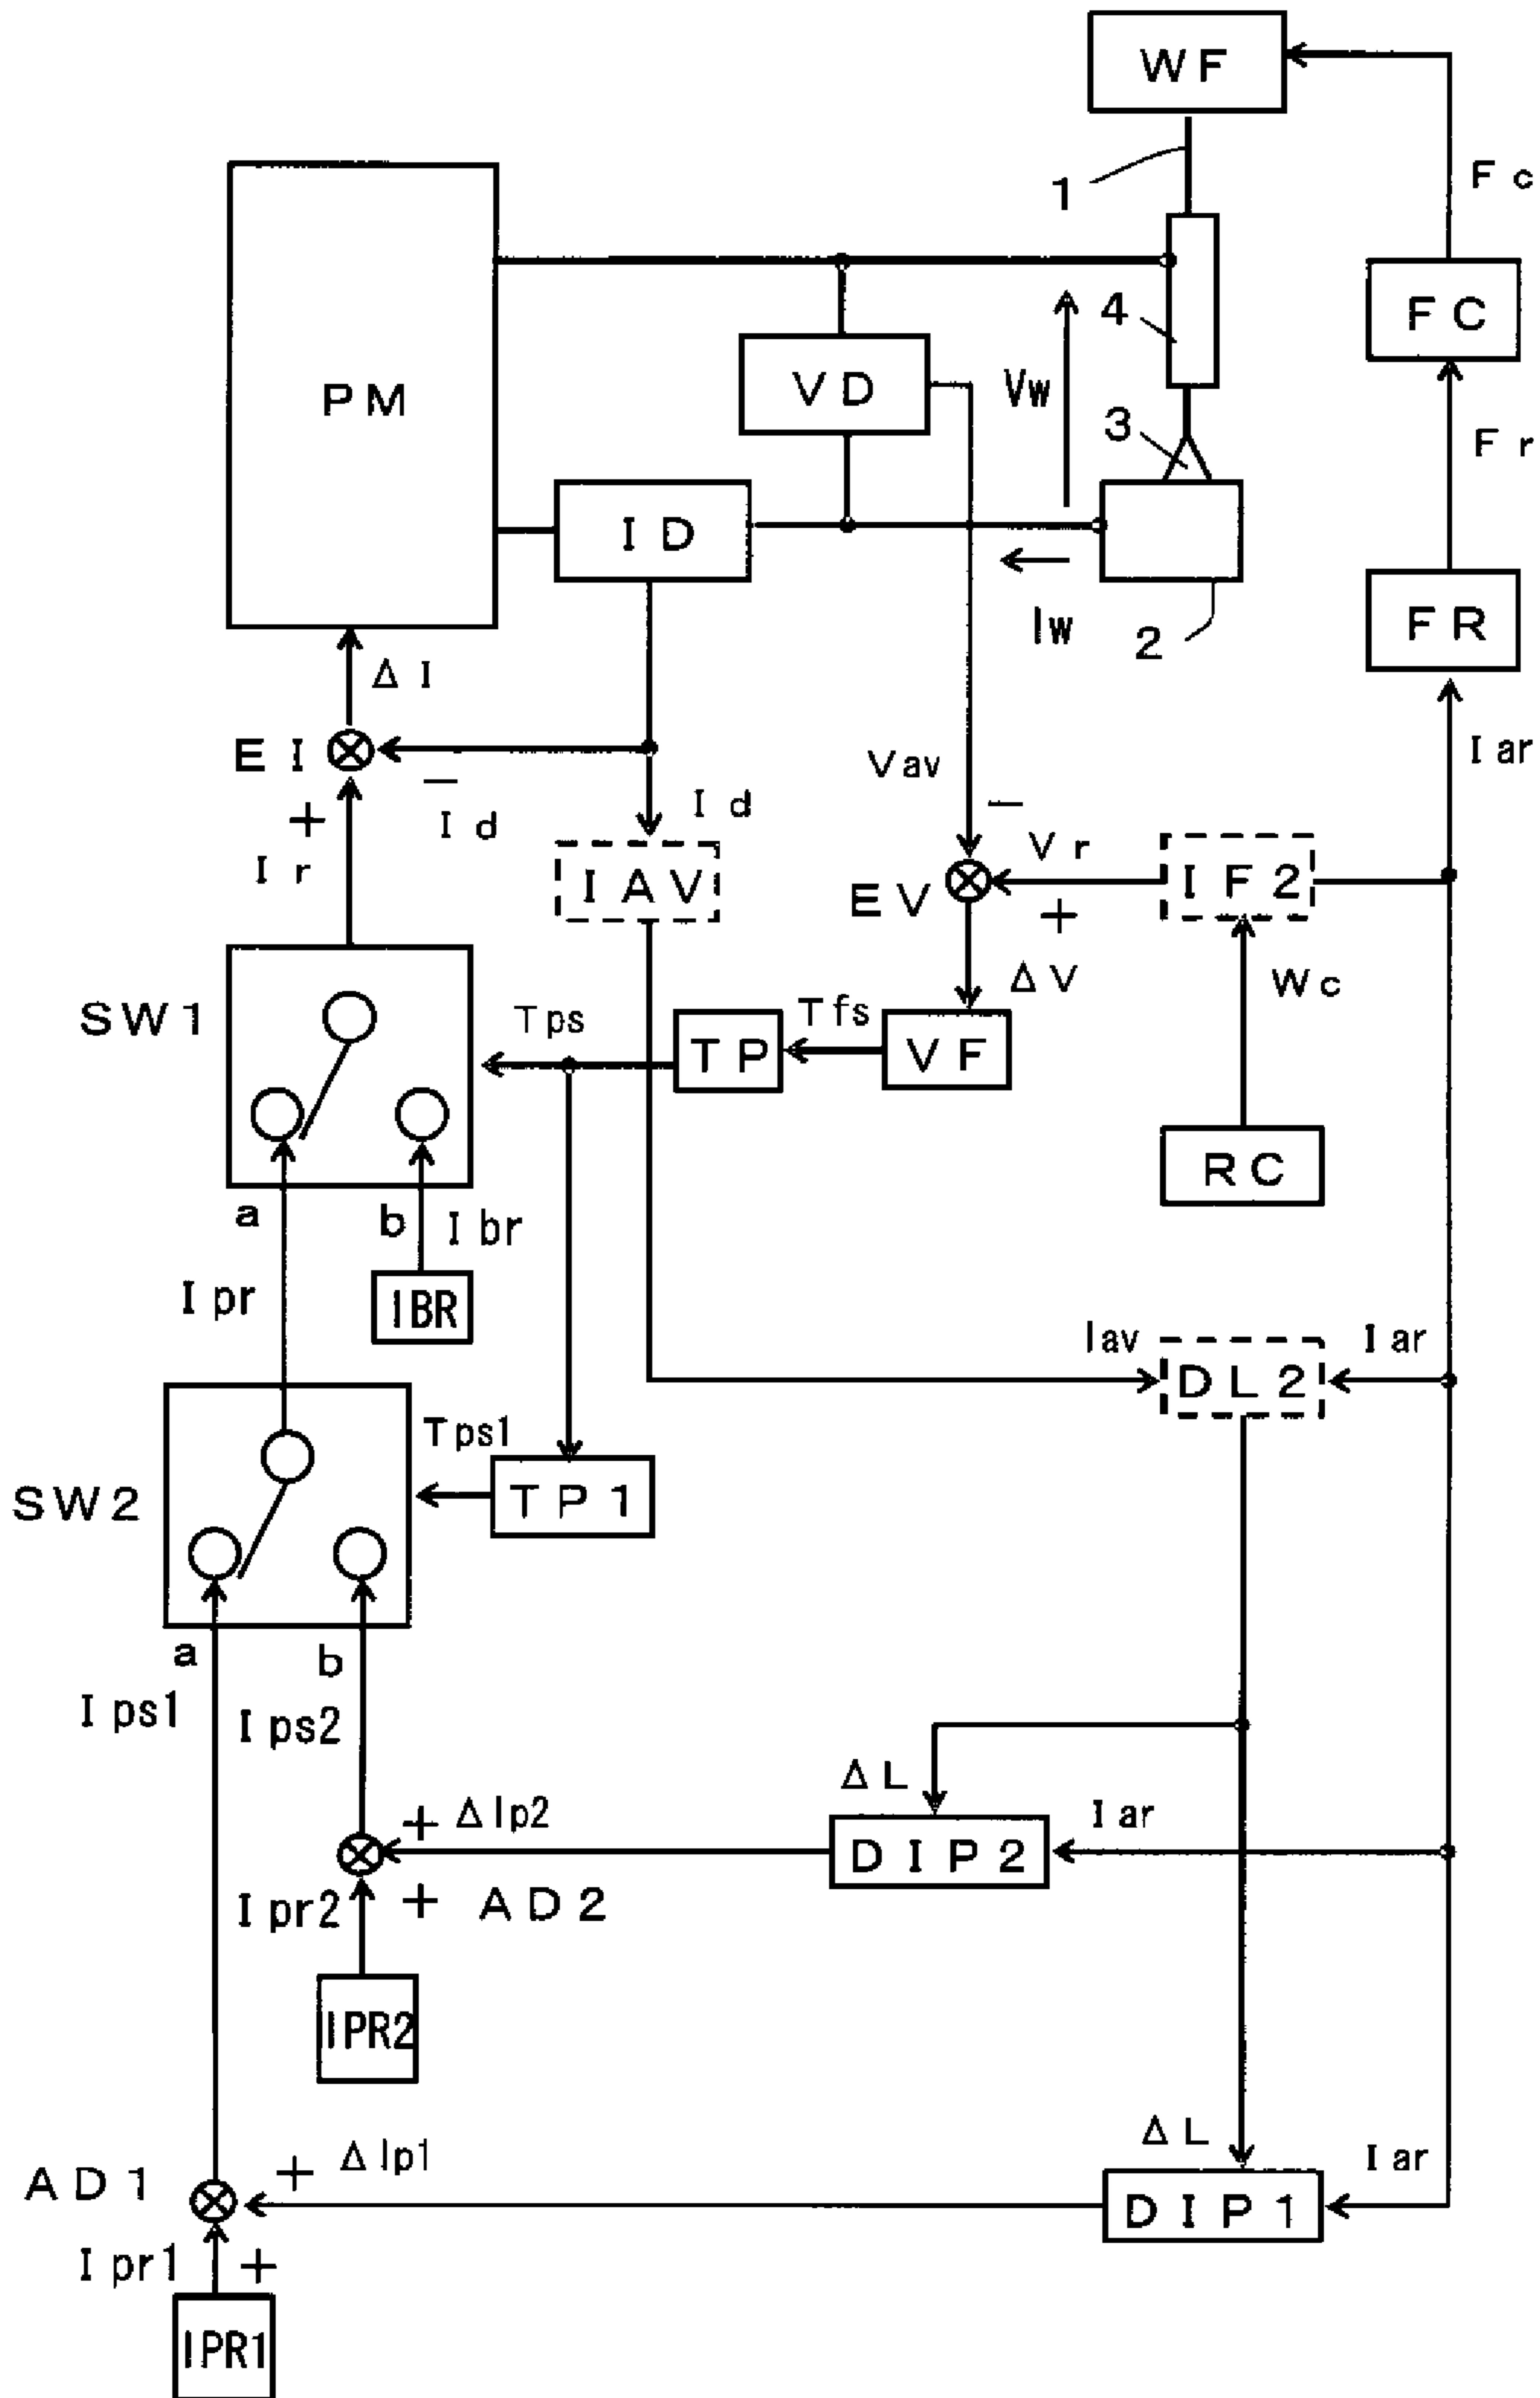 WF
1
Fc
PM
4
FC
VD
Vw
3
Fr
ID
Iw
2
FR
ΔI
EI
−
Id
Vav
−
Iar
+
Ir
Id
IAV
Vr
IF2
EV
+
ΔV
Wc
SW1
Tps
TP
Tfs
VF
RC
a
b
Ibr
Ipr
IBR
Iav
DL2
Iar
Tps1
SW2
TP1
a
b
Ips1
Ips2
ΔL
+
ΔIp2
DIP2
Iar
Ipr2
+
AD2
IPR2
ΔL
+
ΔIp1
Iar
AD1
DIP1
Ipr1
+
IPR1